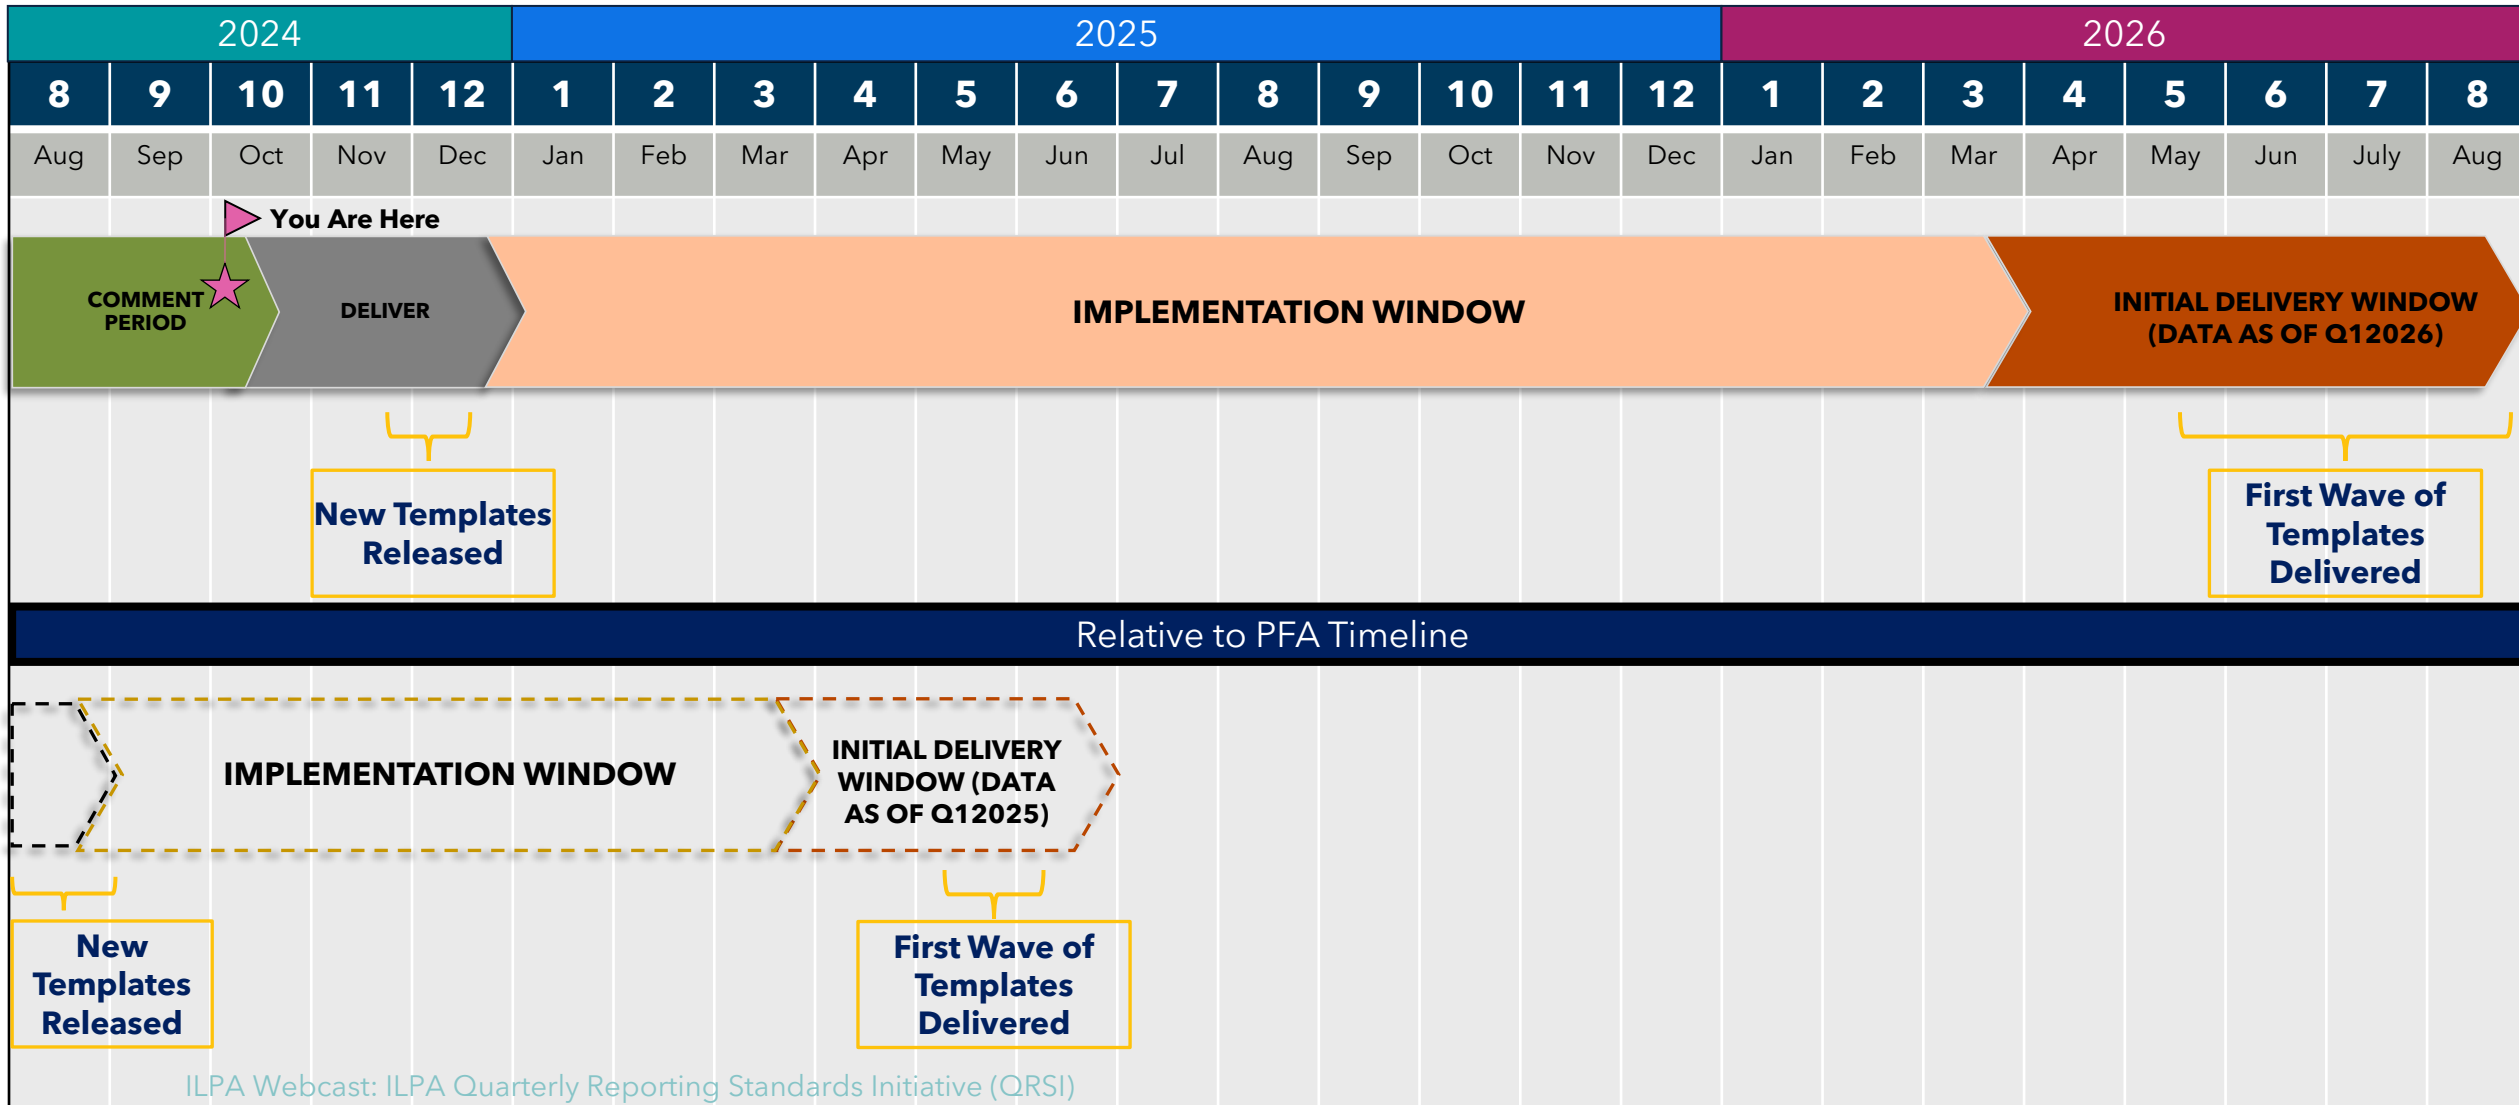 2024 2025 2026
8 9 10 11 12 1 2 3 4 5 6 7 8 9 10 11 12 1 2 3 4 5 6 7 8
Aug Sep Oct Nov Dec Jan Feb Mar Apr May Jun Jul Aug Sep Oct Nov Dec Jan Feb Mar Apr May Jun July Aug
You Are Here
COMMENT
PERIOD
DELIVER
IMPLEMENTATION WINDOW
INITIAL DELIVERY WINDOW
(DATA AS OF Q12026)
New Templates
Released
First Wave of
Templates
Delivered
Relative to PFA Timeline
IMPLEMENTATION WINDOW
INITIAL DELIVERY
WINDOW (DATA
AS OF Q12025)
New
Templates
Released
First Wave of
Templates
Delivered
ILPA Webcast: ILPA Quarterly Reporting Standards Initiative (QRSI)